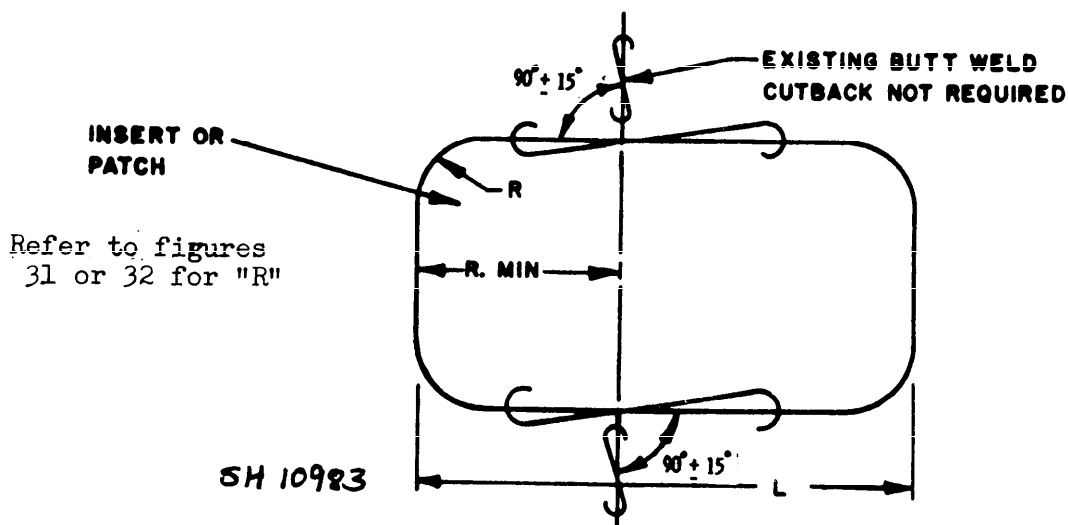 EXISTING BUTT WELD
CUTBACK NOT REQUIRED
90° ± 15°
INSERT OR
PATCH
R
Refer to figures
31 or 32 for "R"
R. MIN
90° ± 15°
SH 10983
L